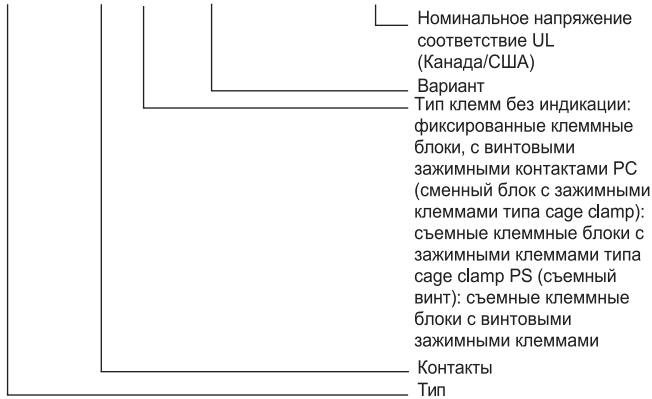 Номинальное напряжение
соответствие UL
(Канада/США)
Вариант
Тип клемм без индикации:
фиксированные клеммные
блоки, с винтовыми
зажимными контактами PC
(сменный блок с зажимными
клеммами типа cage clamp):
съемные клеммные блоки с
зажимными клеммами типа
cage clamp PS (съемный
винт): съемные клеммные
блоки с винтовыми
зажимными клеммами
Контакты
Тип